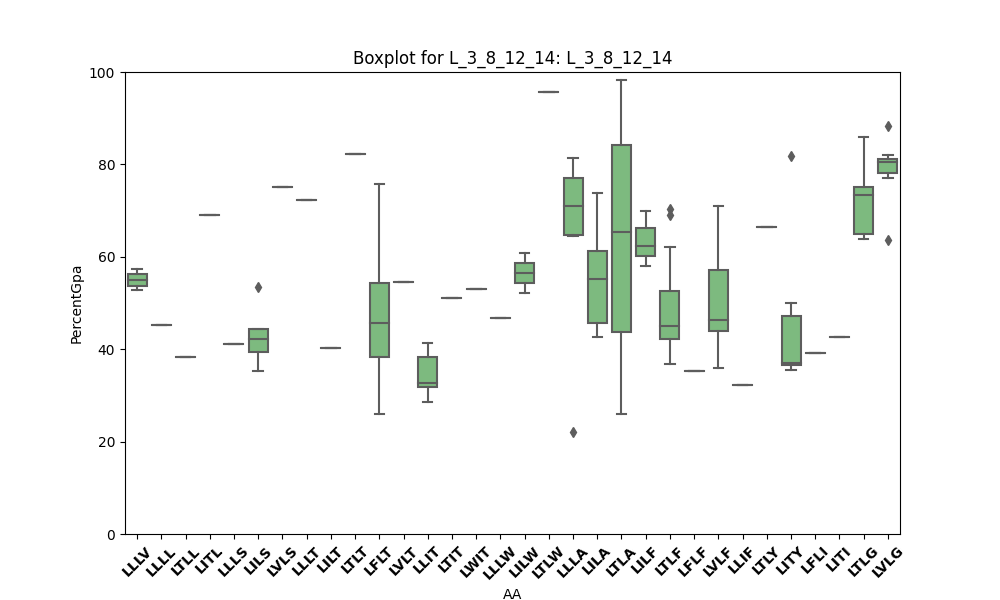 Boxplot for L_3_8_12_14: L_3_8_12_14
100
80
60
40
20
0
PercentGpa
LLLV LLLL LTLL LITL LLLS LILS LVLS LLLT LILT LTLT LFLT LVLT LLIT LTIT LWIT LLLW LILW LTLW LLLA LILA LTLA LILF LTLF LFLF LVLF LLIF LTLY LITY LFLI LITI LTLG LVLG
AA